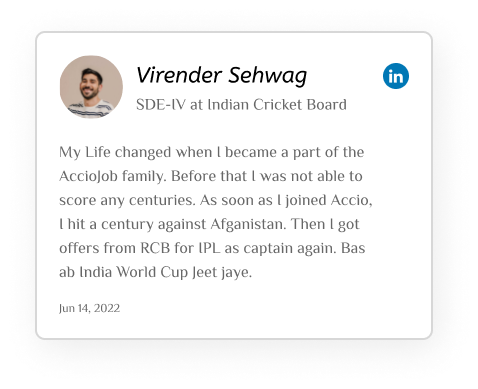 Virender Sehwag
in
SDE-IV at Indian Cricket Board
My Life changed when I became a part of the
AccioJob family. Before that I was not able to
score any centuries. As soon as I joined Accio,
I hit a century against Afganistan. Then I got
offers from RCB for IPL as captain again. Bas
ab India World Cup Jeet jaye.
Jun 14, 2022